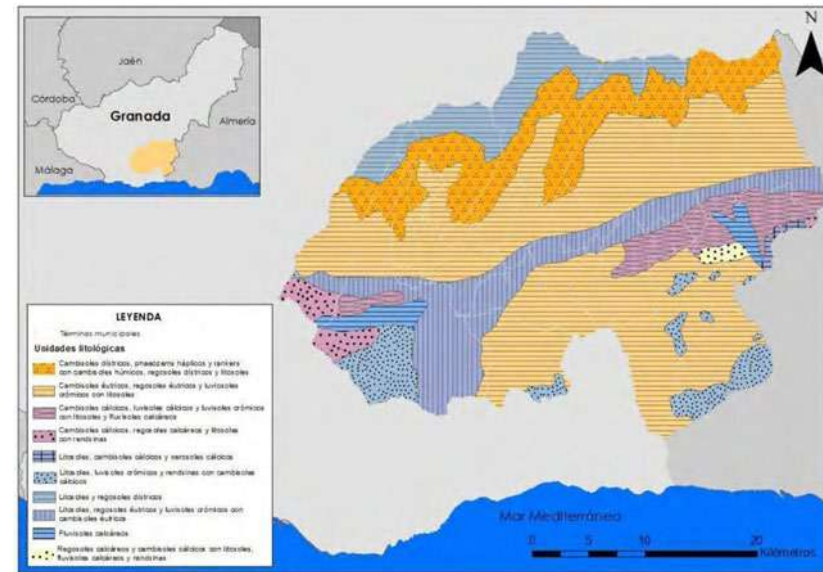 Jaén
Córdoba
Granada
Almería
Málaga
N
LEYENDA
Términos municipales
Unidades litológicas
Cambisoles dístricos, phaeozems háplicos y rankers
con cambisoles húmicos, regosoles dístricos y litosoles
Cambisoles éutricos, regosoles éutricos y luvisoles
crómicos con litosoles
Cambisoles cálcicos, luvisoles cálcicos y luvisoles crómicos
con litosoles y fluvisoles calcáreos
Cambisoles cálcicos, regosoles calcáreos y litosoles
con rendsinas
Litosoles, cambisoles cálcicos y xerosoles cálcicos
Litosoles, luvisoles crómicos y rendsinas con cambisoles
cálcicos
Litosoles y regosoles dístricos
Litosoles, regosoles éutricos y luvisoles crómicos con
cambisoles éutricos
Fluvisoles calcáreos
Regosoles calcáreos y cambisoles cálcicos con litosoles,
fluvisoles calcáreos y rendsinas
Mar Mediterráneo
0 5 10 20
Kilómetros